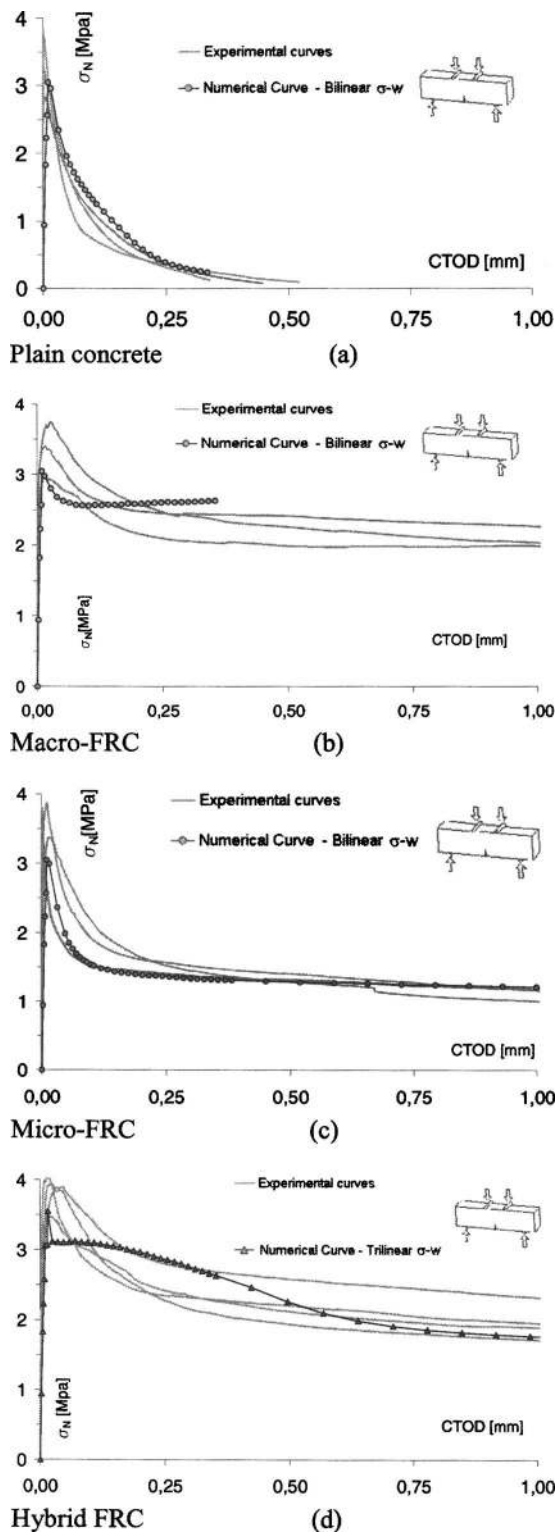 4
σN [Mpa]
Experimental curves
Numerical Curve - Bilinear σ-w
3
2
1
CTOD [mm]
0
0,00 0,25 0,50 0,75 1,00
Plain concrete (a)
4
Experimental curves
Numerical Curve - Bilinear σ-w
3
2
1
σN[MPa]
CTOD [mm]
0
0,00 0,25 0,50 0,75 1,00
Macro-FRC (b)
4
σN[MPa]
Experimental curves
Numerical Curve - Bilinear σ-w
3
2
1
CTOD [mm]
0
0,00 0,25 0,50 0,75 1,00
Micro-FRC (c)
4
Experimental curves
3
Numerical Curve - Trilinear σ-w
2
1
σN [Mpa]
CTOD [mm]
0
0,00 0,25 0,50 0,75 1,00
Hybrid FRC (d)